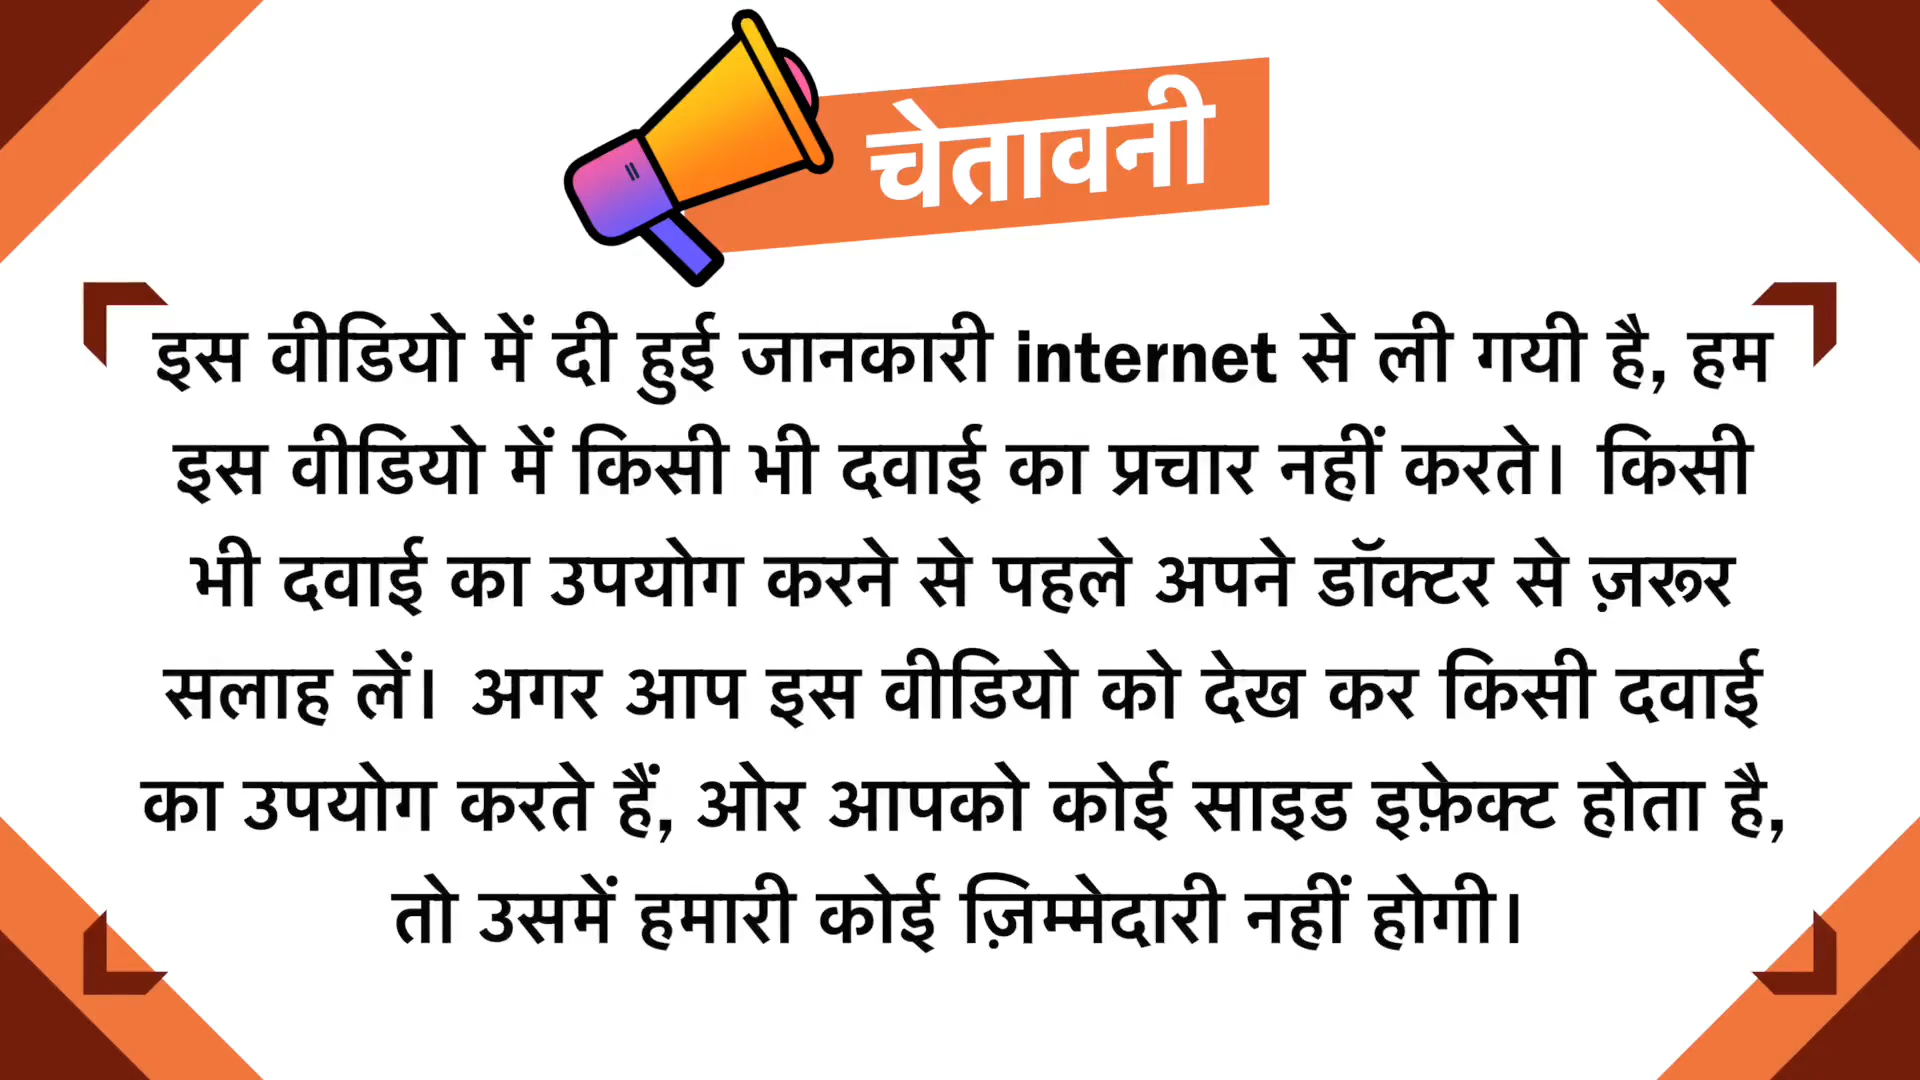 चेतावनी
इस वीडियो में दी हुई जानकारी internet से ली गयी है, हम
इस वीडियो में किसी भी दवाई का प्रचार नहीं करते। किसी
भी दवाई का उपयोग करने से पहले अपने डॉक्टर से ज़रूर
सलाह लें। अगर आप इस वीडियो को देख कर किसी दवाई
का उपयोग करते हैं, ओर आपको कोई साइड इफ़ेक्ट होता है,
तो उसमें हमारी कोई ज़िम्मेदारी नहीं होगी।